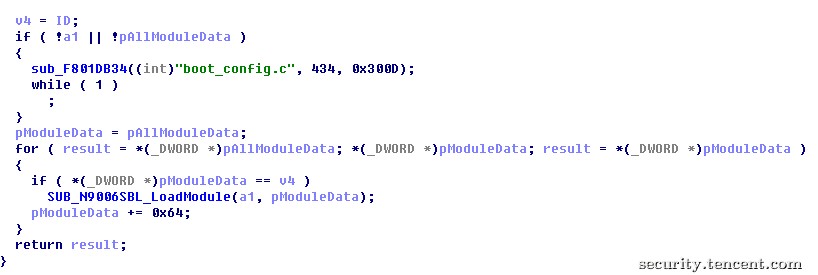 v4 = ID;
if ( !a1 || !pAllModuleData )
{
sub_F801DB34((int)"boot_config.c", 434, 0x300D);
while ( 1 )
;
}
pModuleData = pAllModuleData;
for ( result = *(_DWORD *)pAllModuleData; *(_DWORD *)pModuleData; result = *(_DWORD *)pModuleData )
{
if ( *(_DWORD *)pModuleData == v4 )
SUB_N9006SBL_LoadModule(a1, pModuleData);
pModuleData += 0x64;
}
return result;
}
security.tencent.com